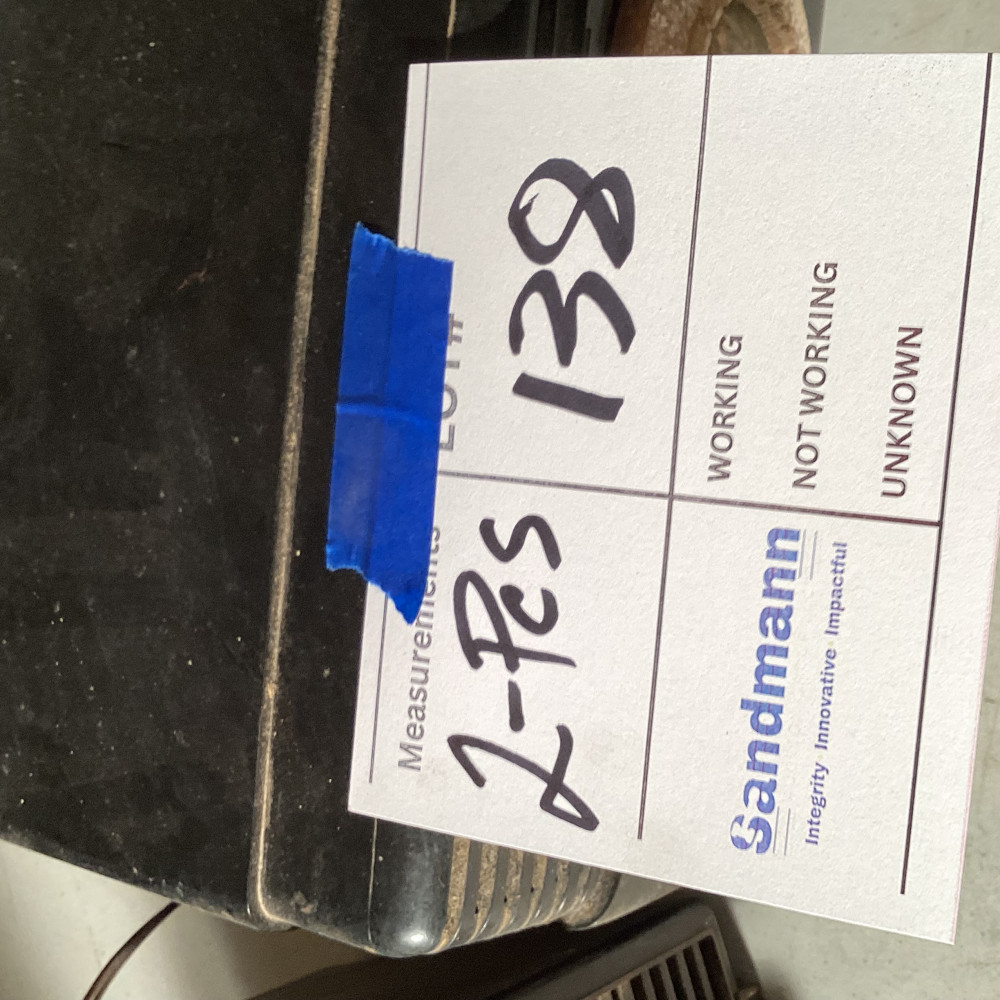 Measurements LOT#
2-Pcs 138
WORKING
NOT WORKING
UNKNOWN
Sandmann
Integrity Innovative Impactful